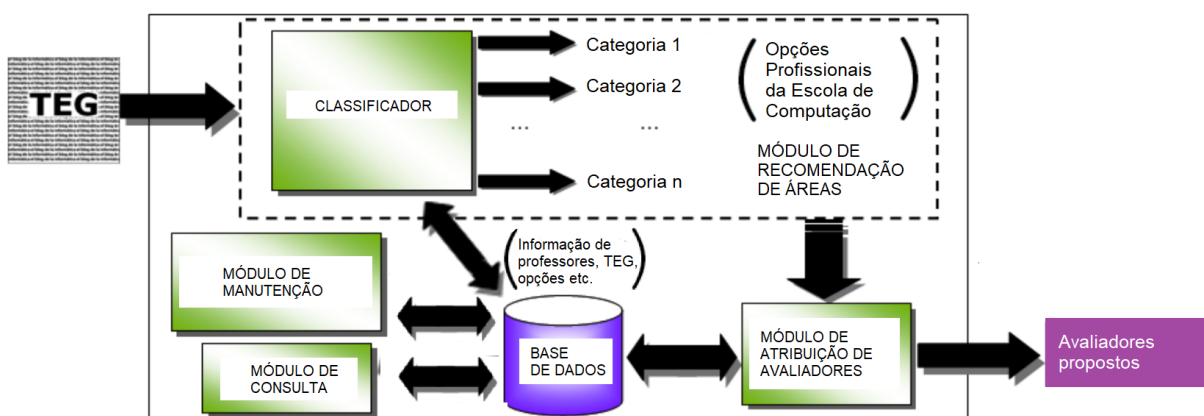 TEG
CLASSIFICADOR
Categoria 1
Categoria 2
... ...
Categoria n
Opções
Profissionais
da Escola de
Computação
MÓDULO DE
RECOMENDAÇÃO
DE ÁREAS
MÓDULO DE
MANUTENÇÃO
Informação de
professores, TEG,
opções etc.
MÓDULO DE
CONSULTA
BASE
DE DADOS
MÓDULO DE
ATRIBUIÇÃO DE
AVALIADORES
Avaliadores
propostos